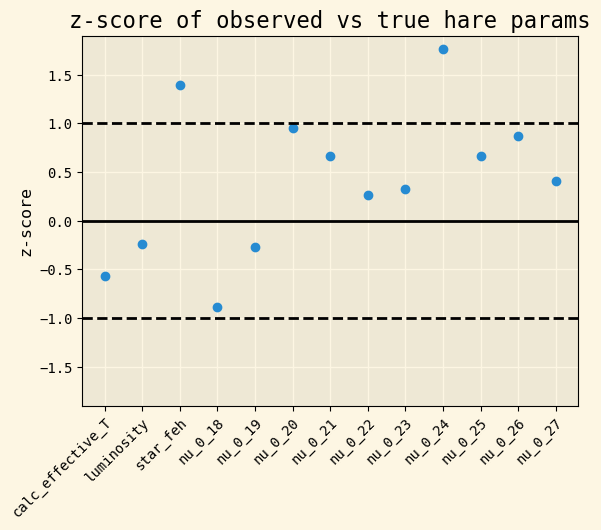 z-score of observed vs true hare params
z-score
1.5
1.0
0.5
0.0
−0.5
−1.0
−1.5
calc_effective_T
luminosity
star_feh
nu_0_18
nu_0_19
nu_0_20
nu_0_21
nu_0_22
nu_0_23
nu_0_24
nu_0_25
nu_0_26
nu_0_27